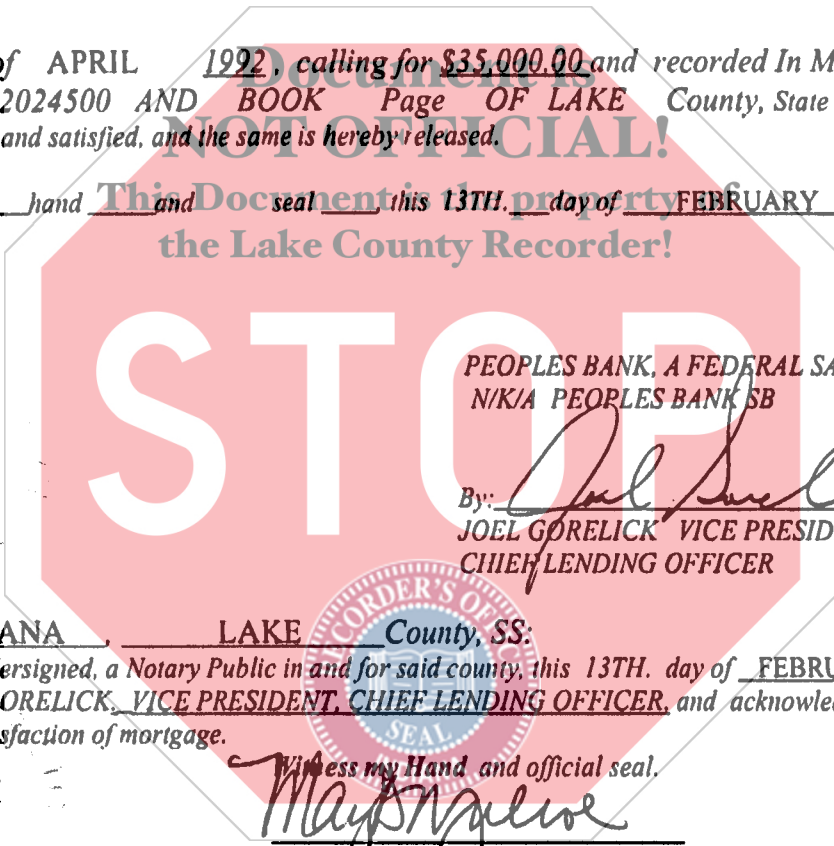 of APRIL 1992, calling for $35,000.00 and recorded In M
2024500 AND BOOK Page OF LAKE County, State
and satisfied, and the same is hereby released.
hand and seal , this 13TH. day of FEBRUARY
Document is
NOT OFFICIAL!
This Document is the property of
the Lake County Recorder!
STOP
PEOPLES BANK, A FEDERAL SA
N/K/A PEOPLES BANK SB
By: Joel Gorel
JOEL GORELICK VICE PRESID
CHIEF LENDING OFFICER
ANA , LAKE County, SS:
ersigned, a Notary Public in and for said county, this 13TH. day of FEBRU
ORELICK, VICE PRESIDENT, CHIEF LENDING OFFICER, and acknowled
sfaction of mortgage.
Witness my Hand and official seal.
RECORDER'S OF
SEAL